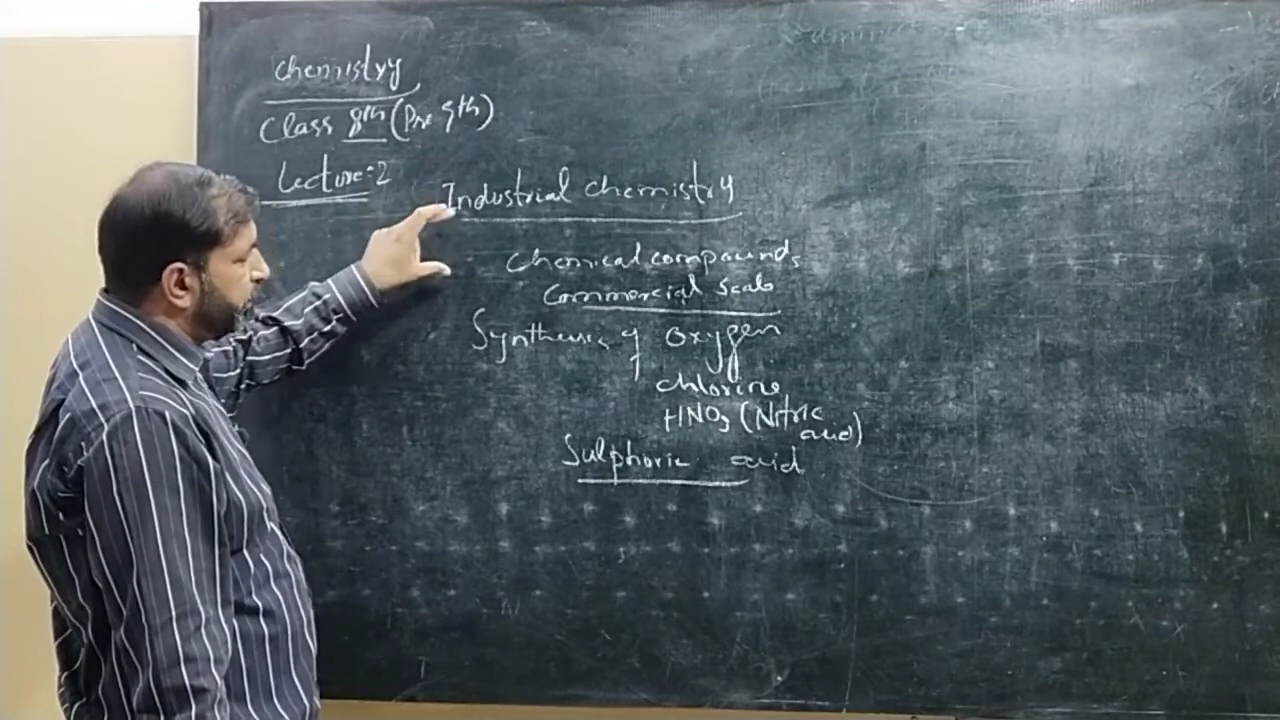 Chemistry
Class 8th (Pre 9th)
Lecture:2
Industrial chemistry
chemical compounds
Commercial scale
Synthesis of oxygen
chlorine
HNO3 (Nitric
acid)
Sulphoric acid